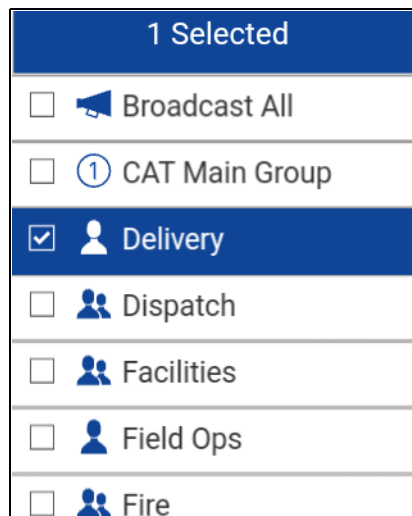 1 Selected
Broadcast All
1 CAT Main Group
Delivery
Dispatch
Facilities
Field Ops
Fire